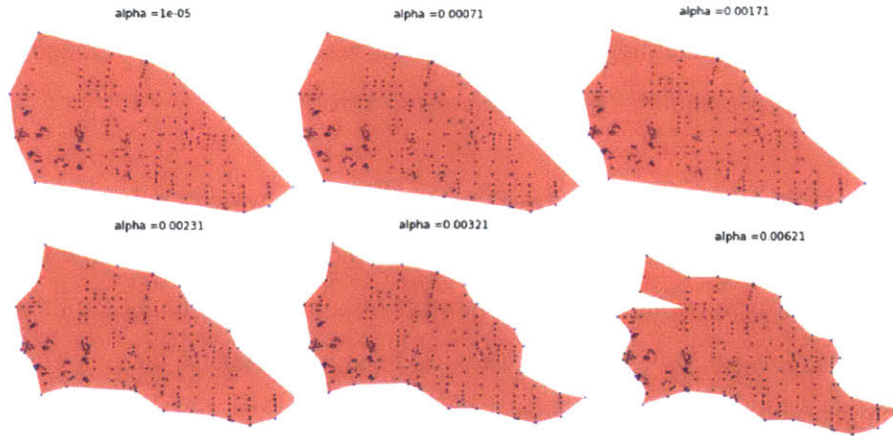 alpha =1e-05
alpha =0.00071
alpha =0.00171
alpha =0.00231
alpha =0.00321
alpha =0.00621